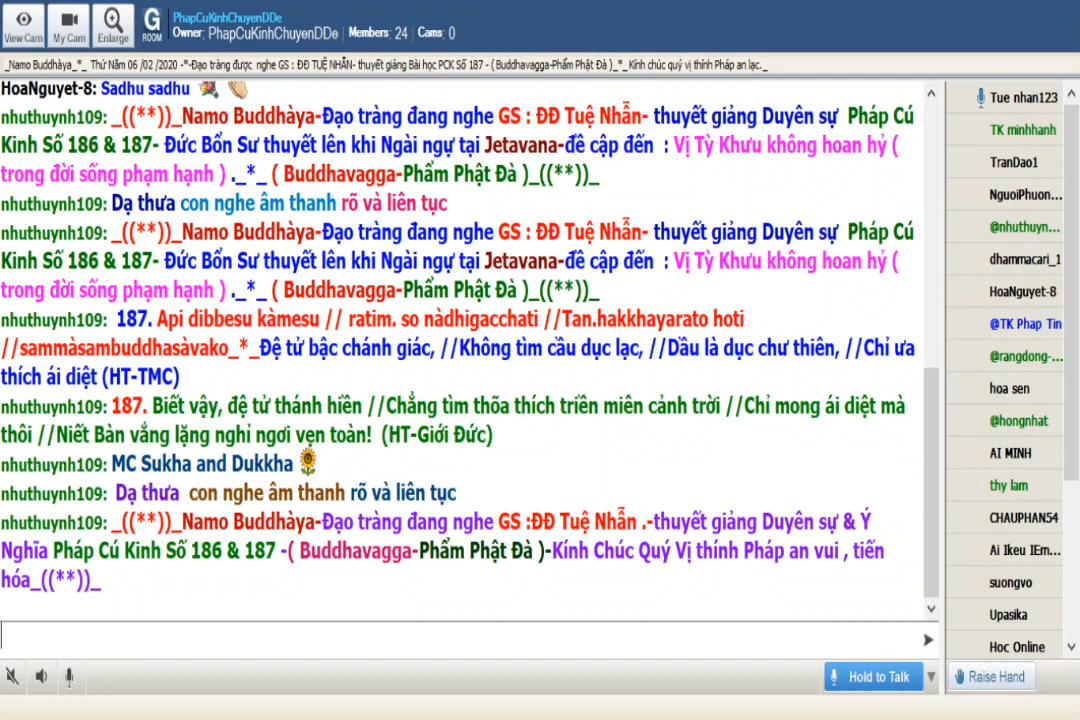 View Cam
My Cam
Enlarge
G
ROOM
PhapCuKinhChuyenDDe
Owner: PhapCuKinhChuyenDDe Members: 24 Cams: 0
_Namo Buddhàya_*_ Thứ Năm 06 /02 /2020 -*-Đạo tràng được nghe GS : ĐĐ TUỆ NHẪN- thuyết giảng Bài học PCK Số 187 - ( Buddhavagga-Phẩm Phật Đà )_*_Kính chúc quý vị thính Pháp an lạc._
HoaNguyet-8: Sadhu sadhu
nhuthuynh109: _((**))_Namo Buddhàya-Đạo tràng đang nghe GS : ĐĐ Tuệ Nhẫn- thuyết giảng Duyên sự Pháp Cú
Kinh Số 186 & 187- Đức Bổn Sư thuyết lên khi Ngài ngự tại Jetavana-đề cập đến : Vị Tỳ Khưu không hoan hỷ (
trong đời sống phạm hạnh ) ._*_ ( Buddhavagga-Phẩm Phật Đà )_((**))_
nhuthuynh109: Dạ thưa con nghe âm thanh rõ và liên tục
nhuthuynh109: _((**))_Namo Buddhàya-Đạo tràng đang nghe GS : ĐĐ Tuệ Nhẫn- thuyết giảng Duyên sự Pháp Cú
Kinh Số 186 & 187- Đức Bổn Sư thuyết lên khi Ngài ngự tại Jetavana-đề cập đến : Vị Tỳ Khưu không hoan hỷ (
trong đời sống phạm hạnh ) ._*_ ( Buddhavagga-Phẩm Phật Đà )_((**))_
nhuthuynh109: 187. Api dibbesu kàmesu // ratim. so nàdhigacchati //Tan.hakkhayarato hoti
//sammàsambuddhasàvako_*_Đệ tử bậc chánh giác, //Không tìm cầu dục lạc, //Dầu là dục chư thiên, //Chỉ ưa
thích ái diệt (HT-TMC)
nhuthuynh109: 187. Biết vậy, đệ tử thánh hiền //Chẳng tìm thõa thích triền miên cảnh trời //Chỉ mong ái diệt mà
thôi //Niết Bàn vắng lặng nghỉ ngơi vẹn toàn! (HT-Giới Đức)
nhuthuynh109: MC Sukha and Dukkha
nhuthuynh109: Dạ thưa con nghe âm thanh rõ và liên tục
nhuthuynh109: _((**))_Namo Buddhàya-Đạo tràng đang nghe GS :ĐĐ Tuệ Nhẫn .-thuyết giảng Duyên sự & Ý
Nghĩa Pháp Cú Kinh Số 186 & 187 -( Buddhavagga-Phẩm Phật Đà )-Kính Chúc Quý Vị thính Pháp an vui , tiến
hóa_((**))_
Tue nhan123
TK minhhanh
TranDao1
NguoiPhuon...
@nhuthuyn...
dhammacari_1
HoaNguyet-8
@TK Phap Tin
@rangdong-...
hoa sen
@hongnhat
AI MINH
thy lam
CHAUPHAN54
Ai Ikeu IEm...
suongvo
Upasika
Hoc Online
Hold to Talk
Raise Hand